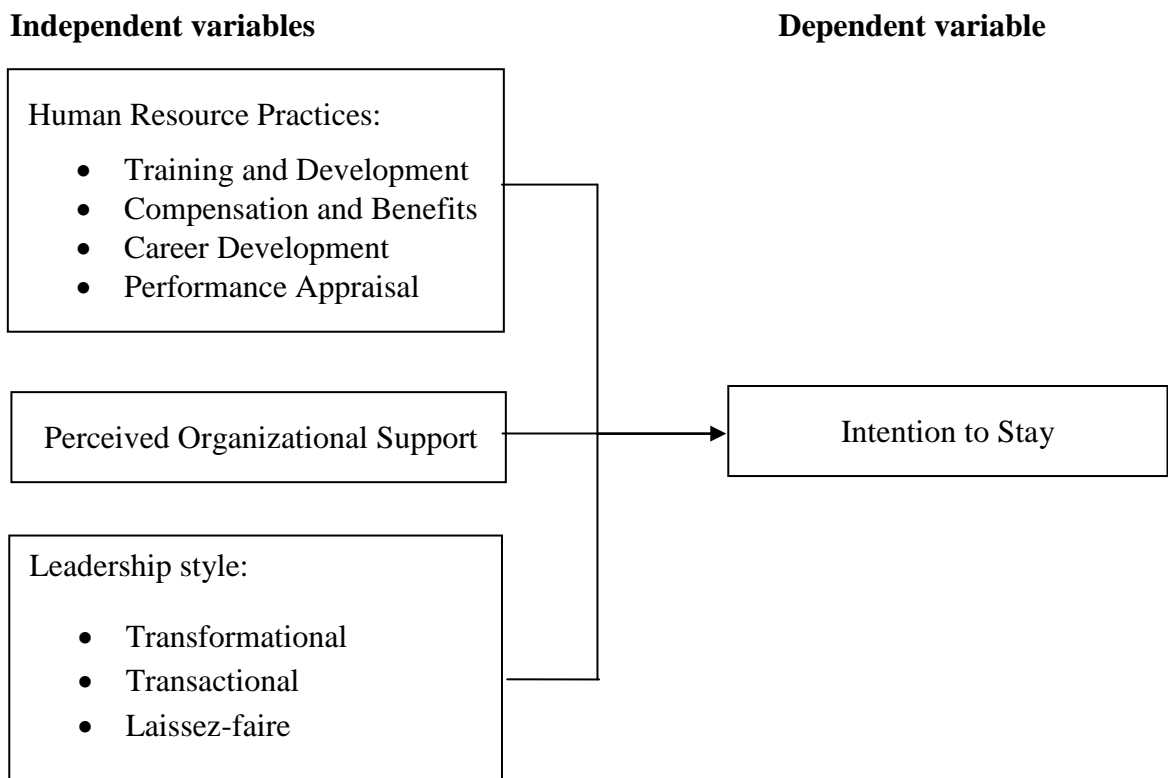 Independent variables
Dependent variable
Human Resource Practices:
• Training and Development
• Compensation and Benefits
• Career Development
• Performance Appraisal
Perceived Organizational Support
Intention to Stay
Leadership style:
• Transformational
• Transactional
• Laissez-faire